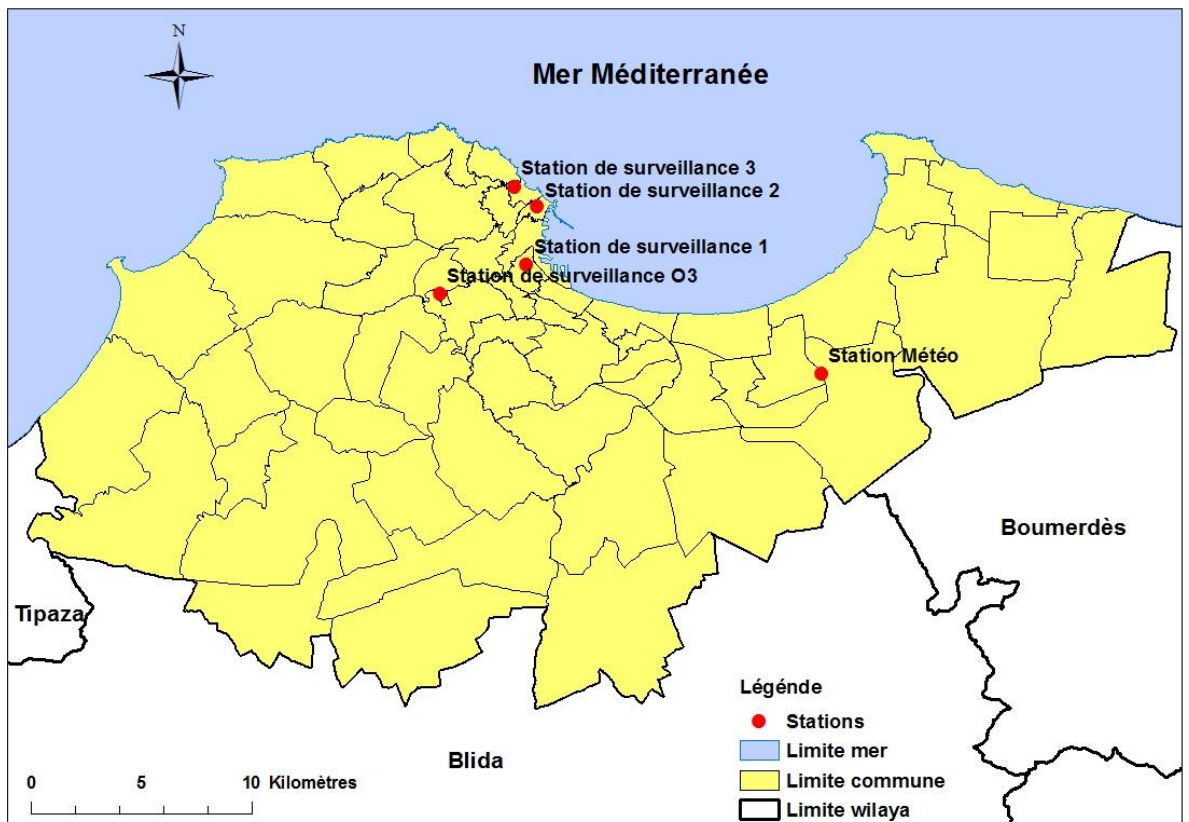 N
Mer Méditerranée
Station de surveillance 3
Station de surveillance 2
Station de surveillance 1
Station de surveillance O3
Station Météo
Boumerdès
Tipaza
Blida
Légénde
Stations
Limite mer
Limite commune
Limite wilaya
0 5 10 Kilomètres